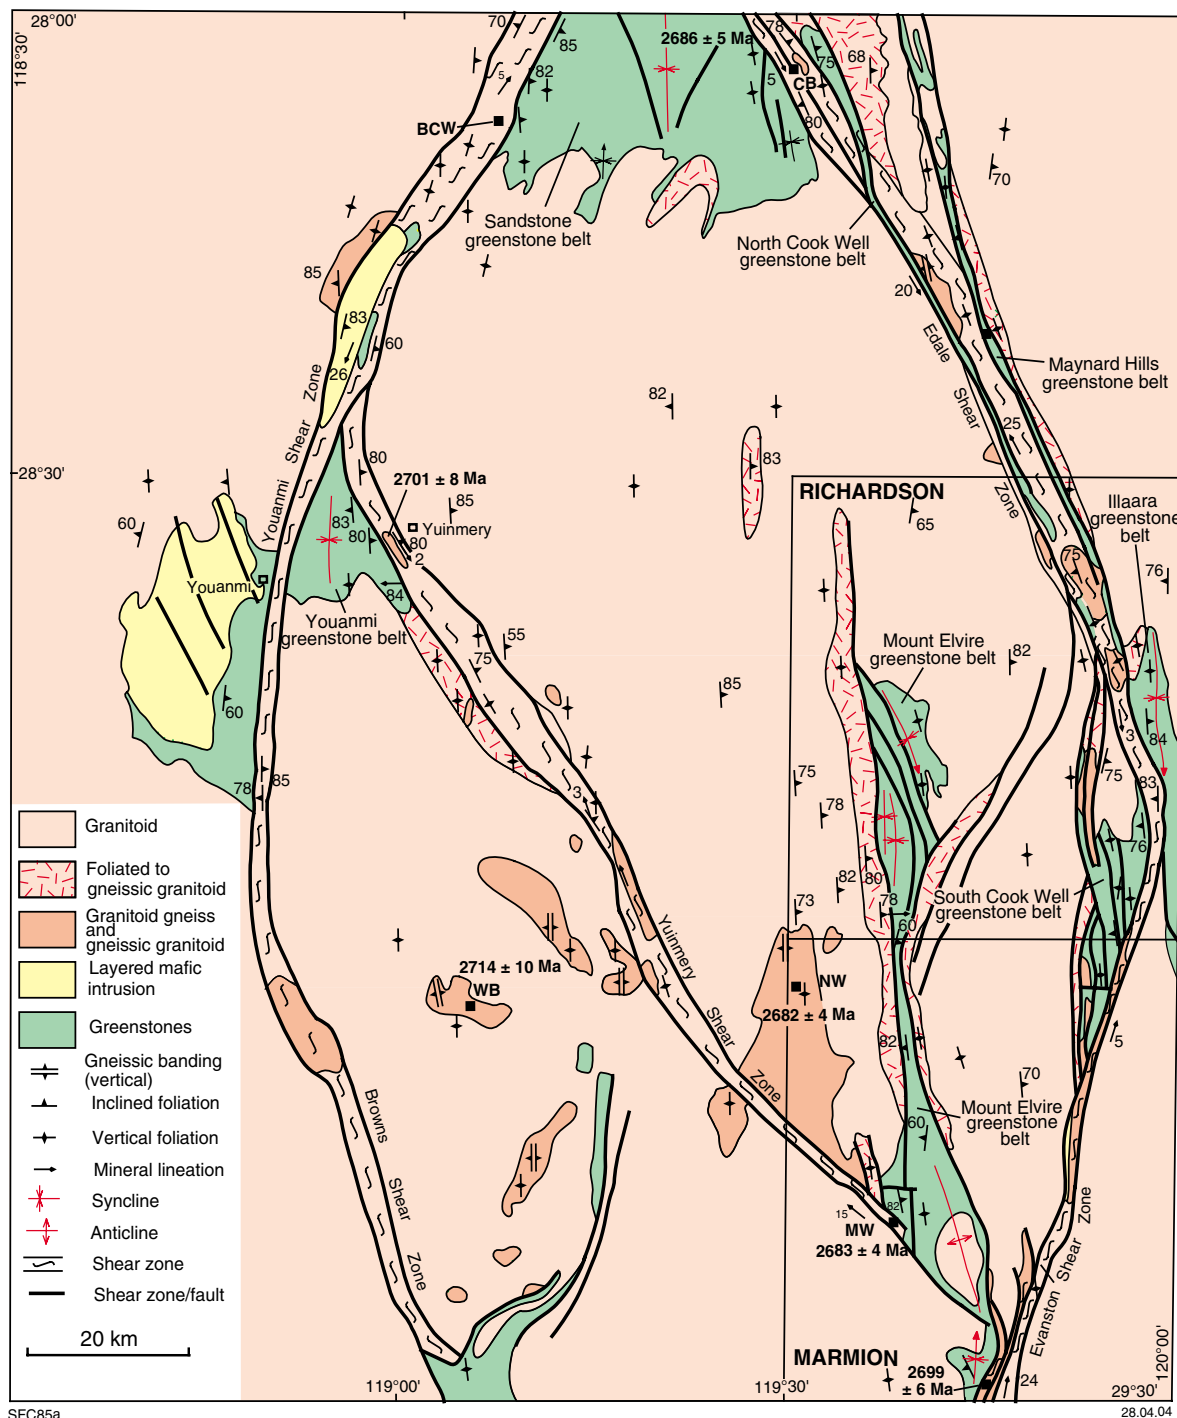 28°00'
118°30'
70
85
2686 ± 5 Ma
78
75
68
5
82
5
CB
80
BCW
70
Sandstone
greenstone belt
North Cook Well
greenstone belt
85
20
83
60
26
Edale
Shear
Zone
Maynard Hills
greenstone belt
82
25
Youanmi
Shear
Zone
28°30'
80
2701 ± 8 Ma
83
RICHARDSON
Illaara
greenstone
belt
85
65
60
83
80
Yuinmery
80
2
75
76
Youanmi
84
Youanmi
greenstone belt
55
Mount Elvire
greenstone belt
82
75
60
85
3
84
78
85
75
75
83
3
78
76
Granitoid
Foliated to
gneissic granitoid
Granitoid gneiss
and
gneissic granitoid
Layered mafic
intrusion
Greenstones
Gneissic banding
(vertical)
Inclined foliation
Vertical foliation
Mineral lineation
Syncline
Anticline
Shear zone
Shear zone/fault
20 km
82
80
73
78
60
South Cook Well
greenstone belt
2714 ± 10 Ma
WB
Yuinmery
Shear
Zone
NW
2682 ± 4 Ma
82
5
70
Mount Elvire
greenstone
belt
60
Browns
Shear
Zone
15
82
MW
2683 ± 4 Ma
Evanston
Shear
Zone
MARMION
2699
± 6 Ma
24
119°00'
119°30'
29°30'
120°00'
SFC85a
28.04.04